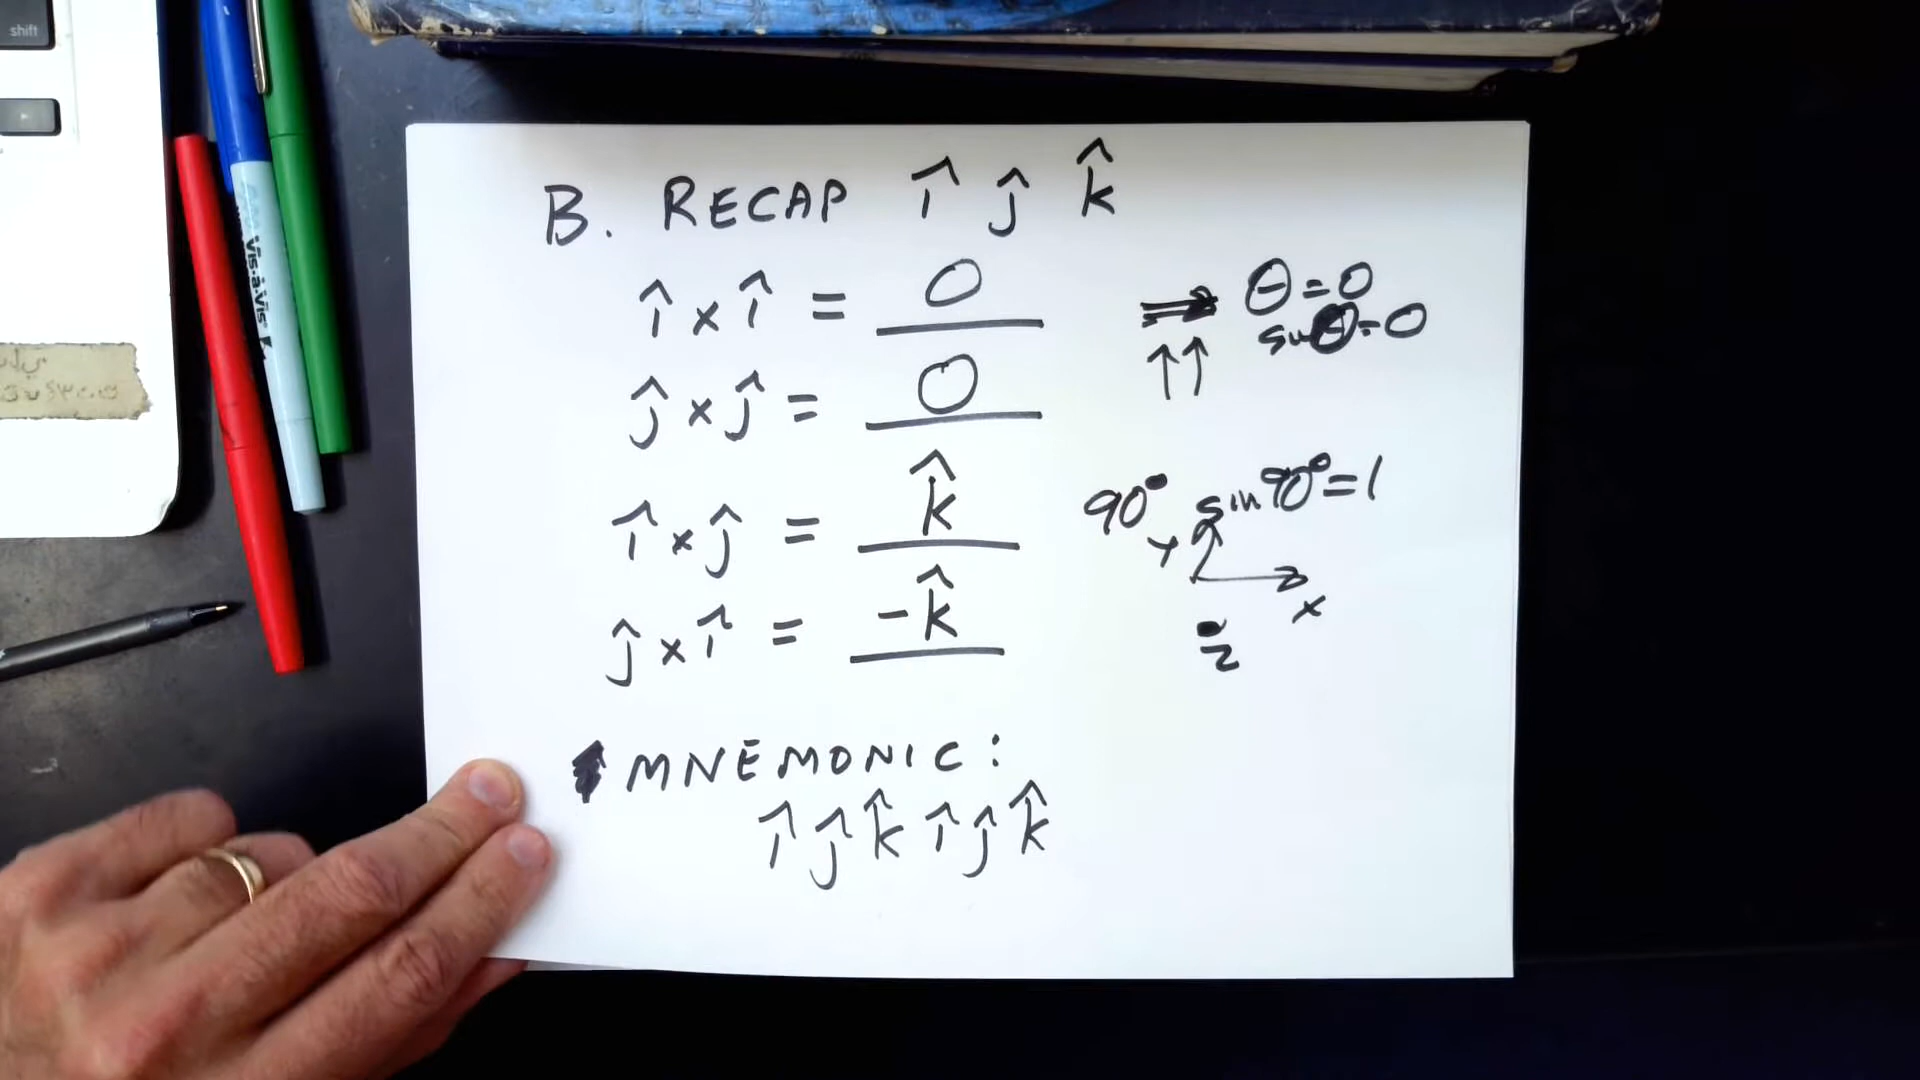 shift
Vis-à-Vis
B. RECAP î ĵ k̂
î × î = 0
⇒ θ = 0
sin θ = 0
↑↑
ĵ × ĵ = 0
î × ĵ = k̂
90° sin 90° = 1
Y
X
Z
ĵ × î = -k̂
MNEMONIC:
î ĵ k̂ î ĵ k̂